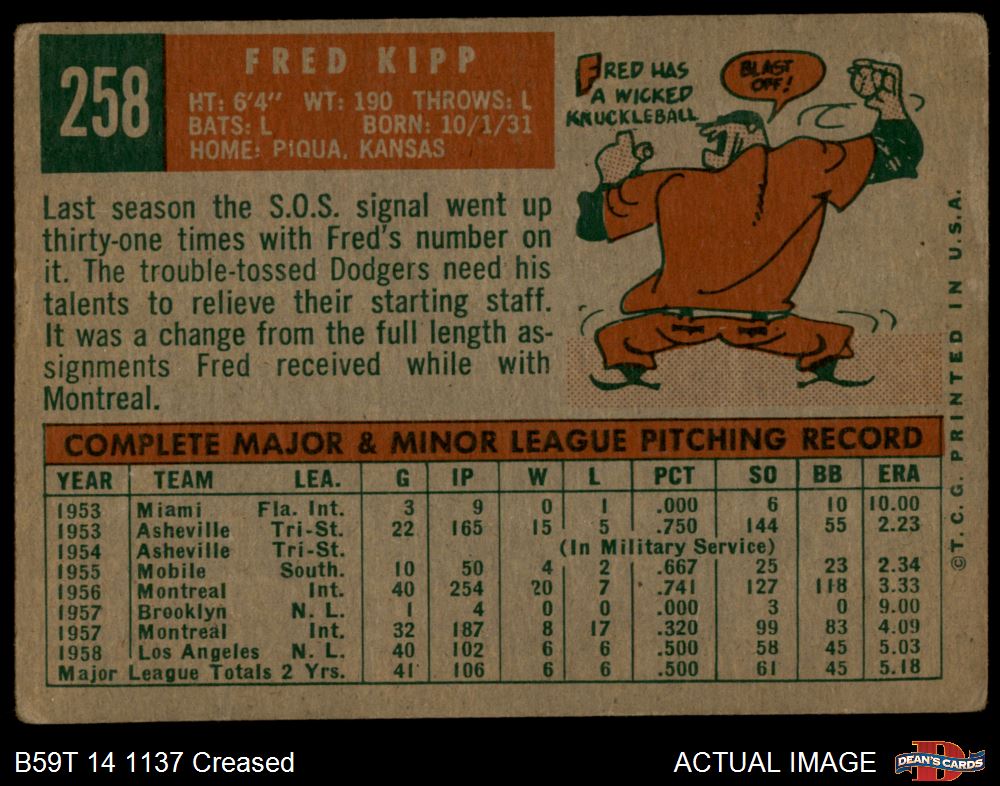 258
FRED KIPP
HT: 6'4" WT: 190 THROWS: L
BATS: L BORN: 10/1/31
HOME: PIQUA, KANSAS
FRED HAS
A WICKED
KNUCKLEBALL
BLAST
OFF!
Last season the S.O.S. signal went up
thirty-one times with Fred's number on
it. The trouble-tossed Dodgers need his
talents to relieve their starting staff.
It was a change from the full length as-
signments Fred received while with
Montreal.
COMPLETE MAJOR & MINOR LEAGUE PITCHING RECORD
YEAR TEAM LEA. G IP W L PCT SO BB ERA
1953 Miami Fla. Int. 3 9 0 1 .000 6 10 10.00
1953 Asheville Tri-St. 22 165 15 5 .750 144 55 2.23
1954 Asheville Tri-St. (In Military Service)
1955 Mobile South. 10 50 4 2 .667 25 23 2.34
1956 Montreal Int. 40 254 20 7 .741 127 118 3.33
1957 Brooklyn N. L. 1 4 0 0 .000 3 0 9.00
1957 Montreal Int. 32 187 8 17 .320 99 83 4.09
1958 Los Angeles N. L. 40 102 6 6 .500 58 45 5.03
Major League Totals 2 Yrs. 41 106 6 6 .500 61 45 5.18
©T. C. G. PRINTED IN U.S.A.
B59T 14 1137 Creased
ACTUAL IMAGE
D
DEAN'S CARDS